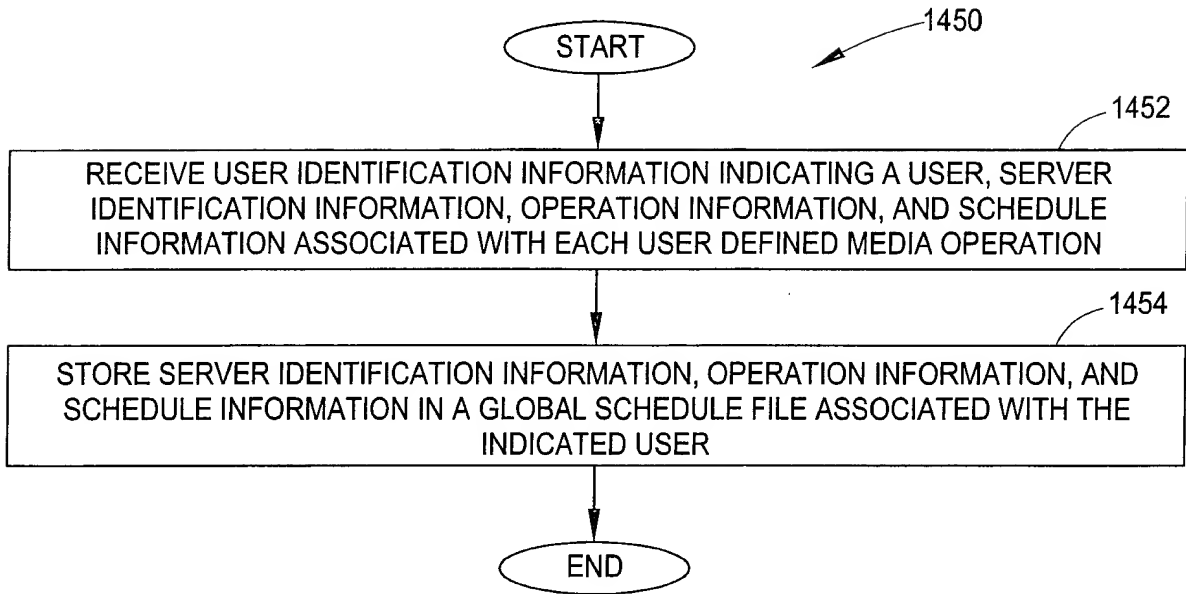 START
1450
1452
RECEIVE USER IDENTIFICATION INFORMATION INDICATING A USER, SERVER
IDENTIFICATION INFORMATION, OPERATION INFORMATION, AND SCHEDULE
INFORMATION ASSOCIATED WITH EACH USER DEFINED MEDIA OPERATION
1454
STORE SERVER IDENTIFICATION INFORMATION, OPERATION INFORMATION, AND
SCHEDULE INFORMATION IN A GLOBAL SCHEDULE FILE ASSOCIATED WITH THE
INDICATED USER
END